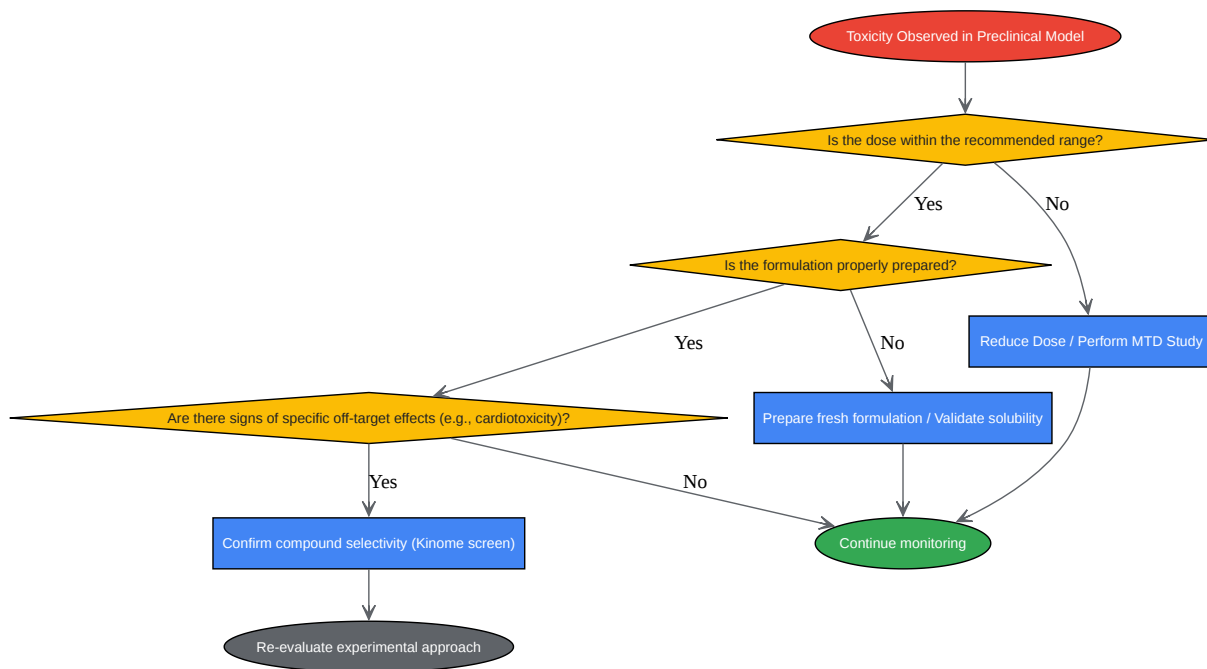 Toxicity Observed in Preclinical Model
Is the dose within the recommended range?
Yes
No
Is the formulation properly prepared?
Reduce Dose / Perform MTD Study
Yes
No
Are there signs of specific off-target effects (e.g., cardiotoxicity)?
Prepare fresh formulation / Validate solubility
Yes
No
Confirm compound selectivity (Kinome screen)
Continue monitoring
Re-evaluate experimental approach